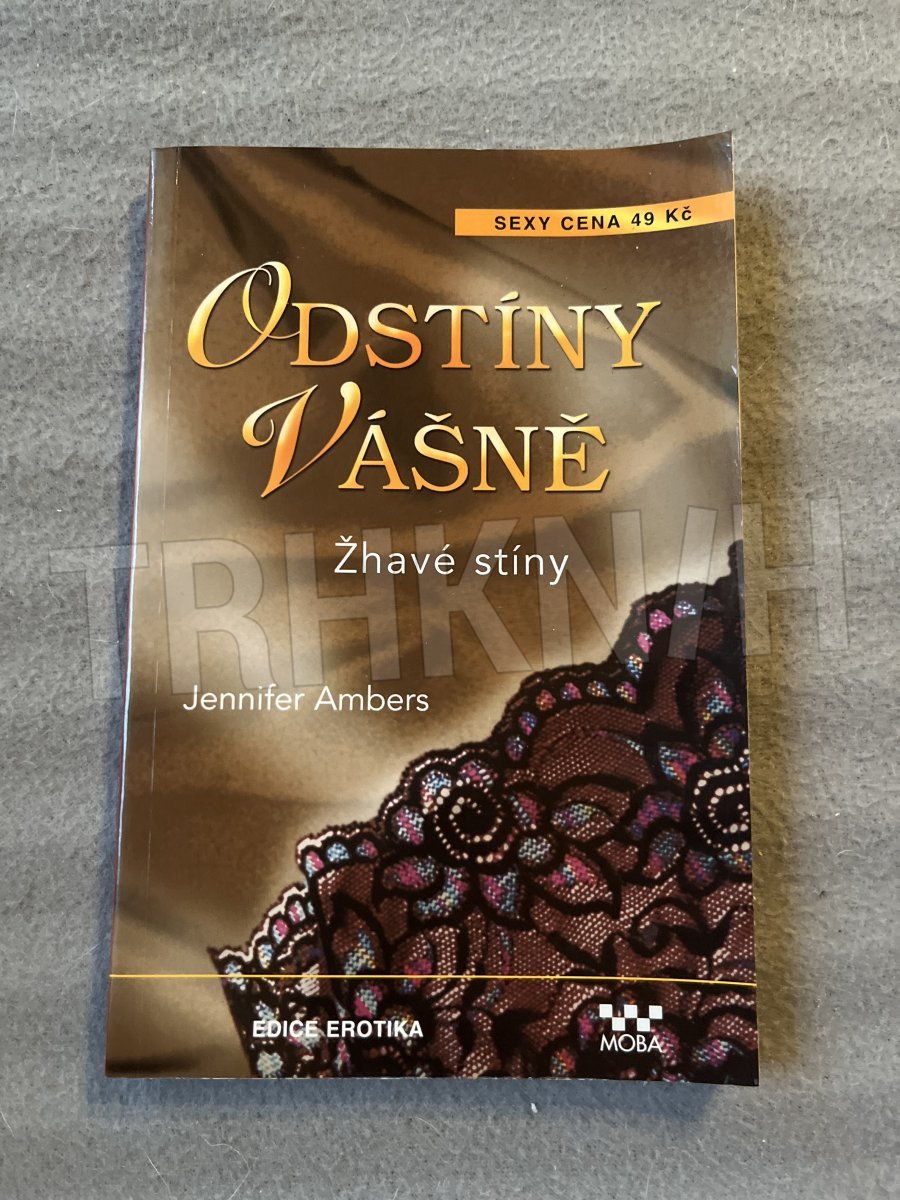 SEXY CENA 49 Kč
ODSTÍNY
VÁŠNĚ
Žhavé stíny
TRHKNIH
Jennifer Ambers
EDICE EROTIKA
MOBA